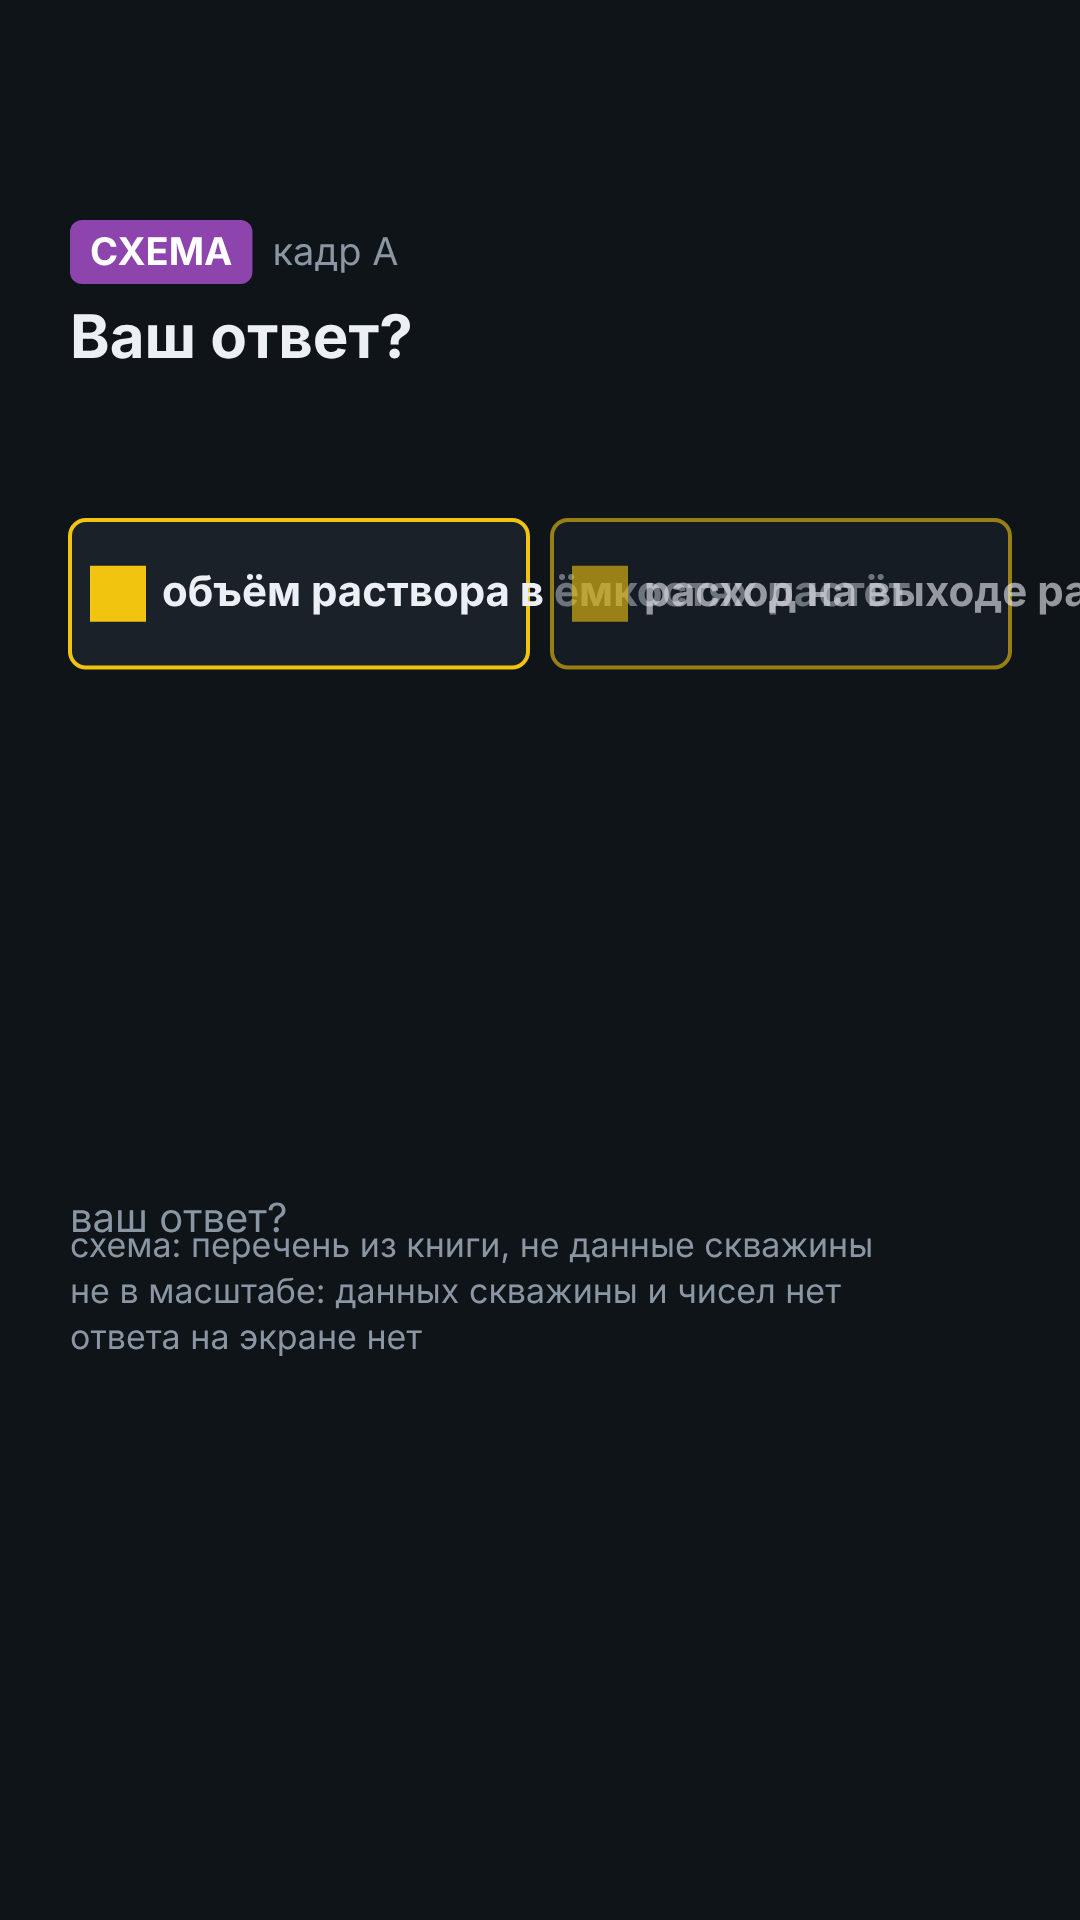 СХЕМА кадр А
Ваш ответ?
объём раствора в расход на выходе
ваш ответ?
схема: перечень из книги, не данные скважины
не в масштабе: данных скважины и чисел нет
ответа на экране нет